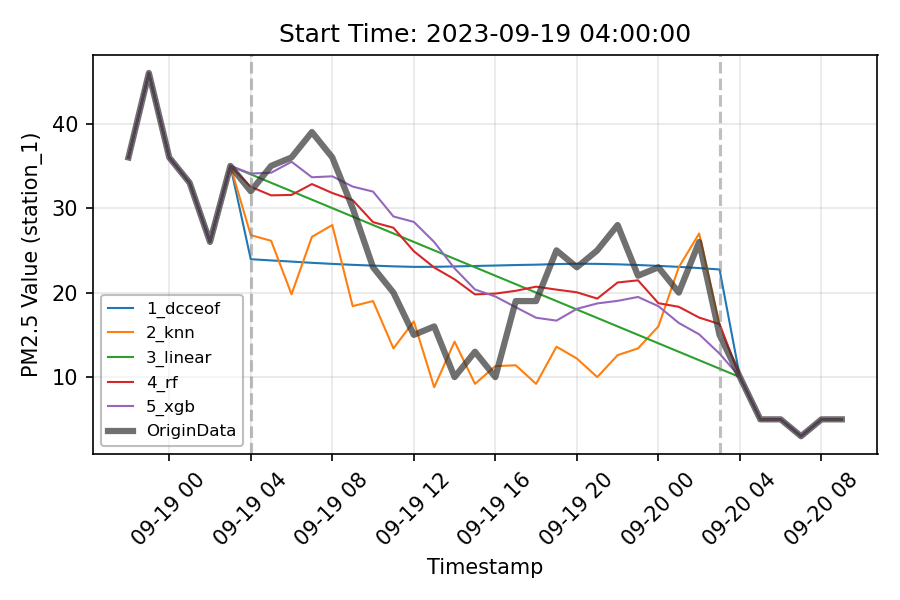 Start Time: 2023-09-19 04:00:00
PM2.5 Value (station_1)
40
30
20
10
1_dcceof
2_knn
3_linear
4_rf
5_xgb
OriginData
09-19 00
09-19 04
09-19 08
09-19 12
09-19 16
09-19 20
09-20 00
09-20 04
09-20 08
Timestamp